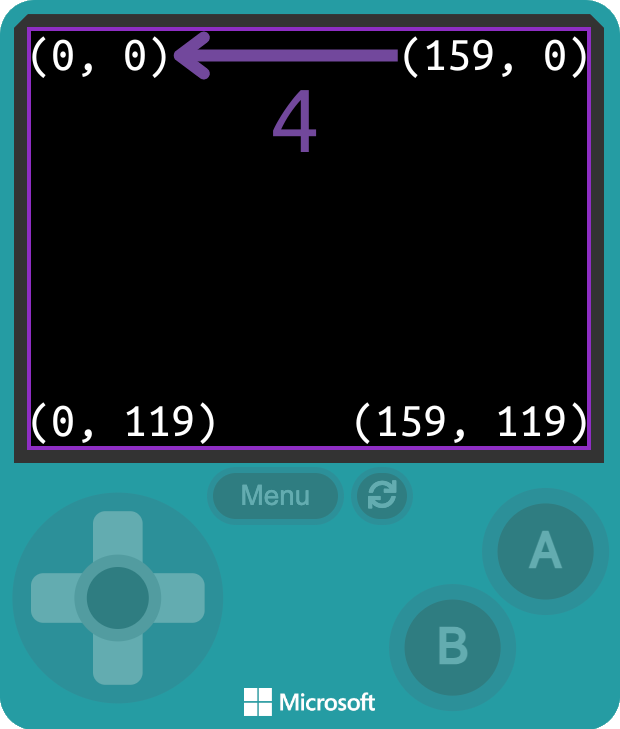 (0, 0) (159, 0)
4
(0, 119) (159, 119)
Menu
A
B
Microsoft